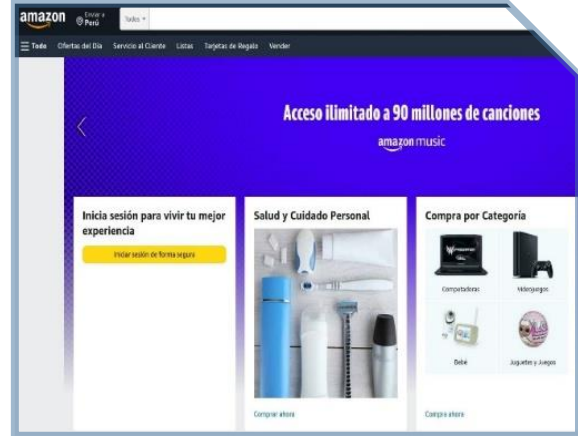 amazon
Enviar a
Perú
Todos
Todo Ofertas del Día Servicio al Cliente Listas Tarjetas de Regalo Vender
Acceso ilimitado a 90 millones de canciones
amazon music
Inicia sesión para vivir tu mejor
experiencia
Iniciar sesión de forma segura
Salud y Cuidado Personal
Comprar ahora
Compra por Categoría
PREDATOR
Computadoras
Videojuegos
Bebé
Juguetes y Juegos
Compra ahora